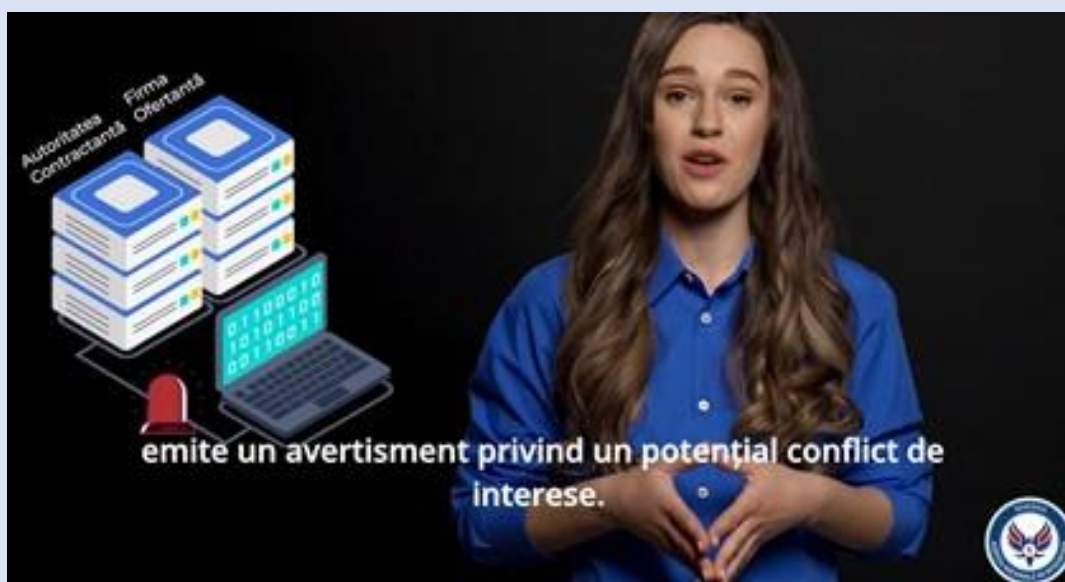 Autoritatea
Contractantă
Firma
Ofertantă
01100010
10101100
00110011
emite un avertisment privind un potențial conflict de
interese.